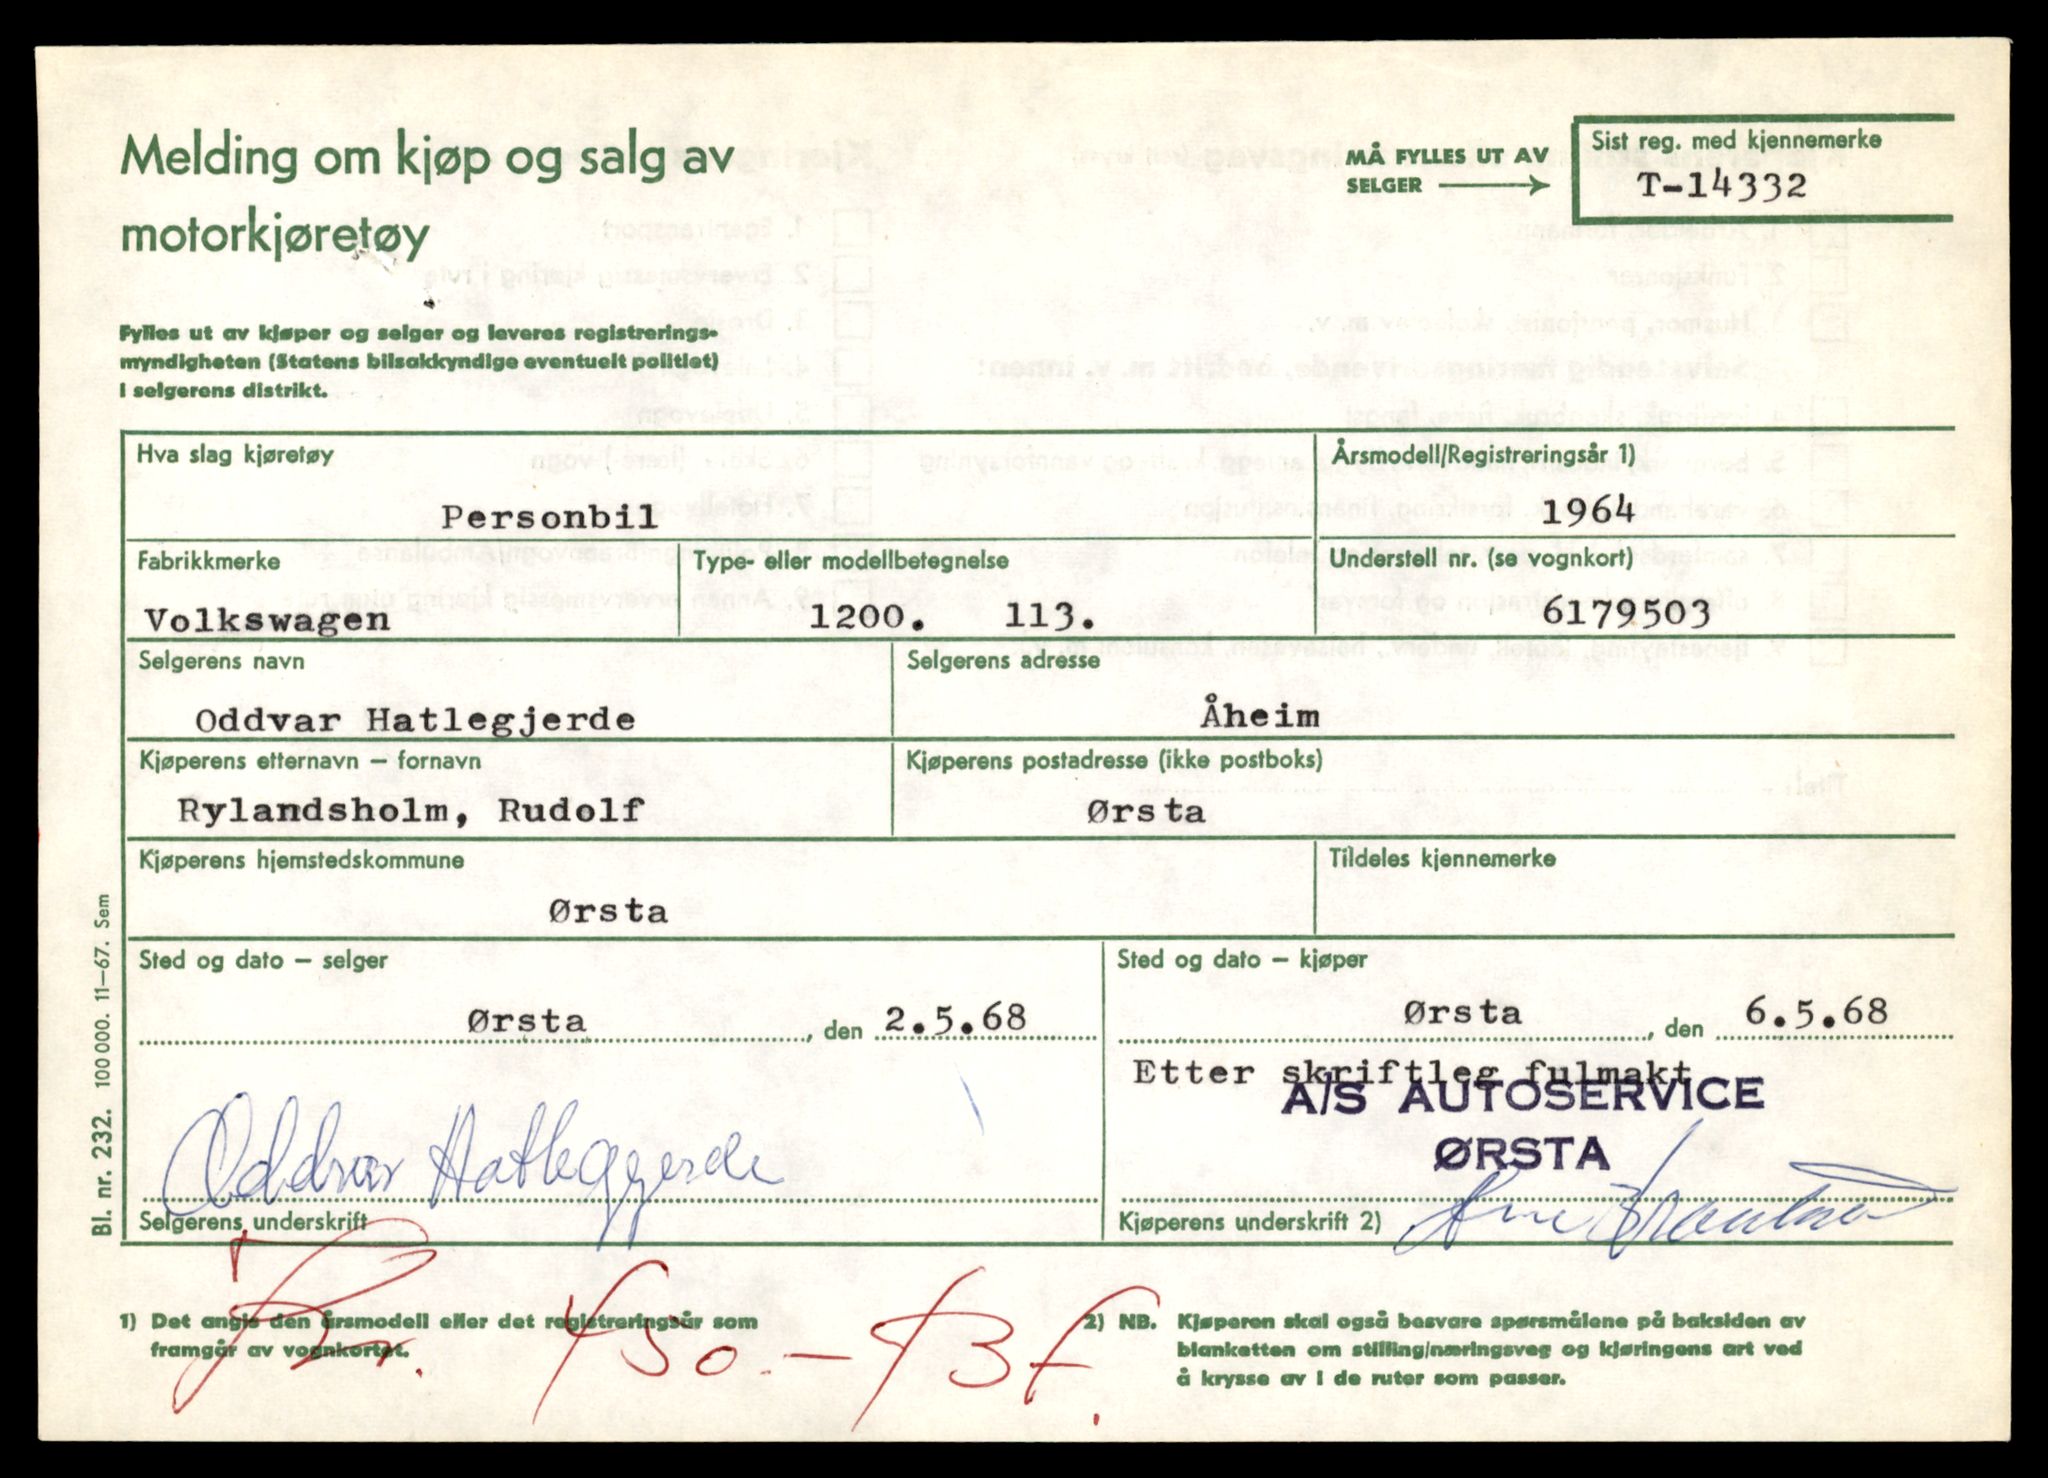 Melding om kjøp og salg av
motorkjøretøy
MÅ FYLLES UT AV
SELGER
Sist reg. med kjennemerke
T-14332
Fylles ut av kjøper og selger og leveres registrerings-
myndigheten (Statens bilsakkyndige eventuelt politiet)
i selgerens distrikt.
Hva slag kjøretøy
Personbil
Årsmodell/Registreringsår 1)
1964
Fabrikkmerke
Volkswagen
Type- eller modellbetegnelse
1200. 113.
Understell nr. (se vognkort)
6179503
Selgerens navn
Oddvar Hatlegjerde
Selgerens adresse
Åheim
Kjøperens etternavn – fornavn
Rylandsholm, Rudolf
Kjøperens postadresse (ikke postboks)
Ørsta
Kjøperens hjemstedskommune
Ørsta
Tildeles kjennemerke
Sted og dato – selger
Ørsta, den 2.5.68
Sted og dato – kjøper
Ørsta, den 6.5.68
Etter skriftleg fulmakt
A/S AUTOSERVICE
ØRSTA
Oddvar Hatlegjerde
Selgerens underskrift
Kjøperens underskrift 2)
Kr. 150.-
1) Det angis den årsmodell eller det registreringsår som
framgår av vognkortet.
2) NB. Kjøperen skal også besvare spørsmålene på baksiden av
blanketten om stilling/næringsveg og kjøringens art ved
å krysse av i de ruter som passer.
Bl. nr. 232. 100 000. 11–67. Sem